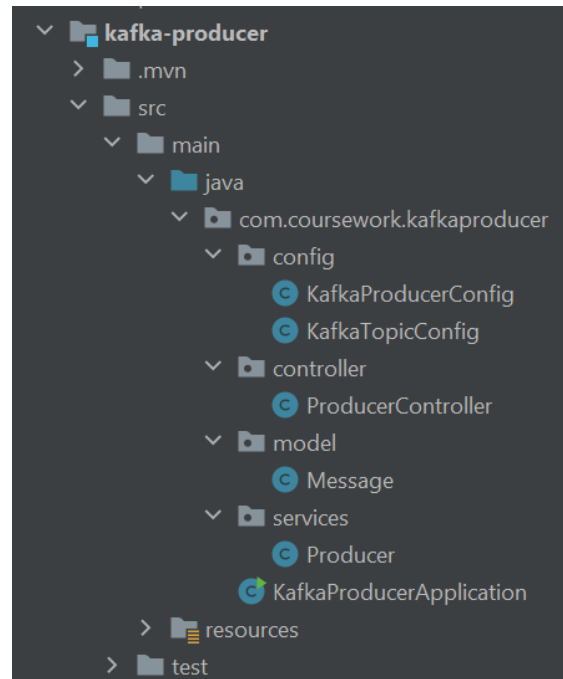 kafka-producer
.mvn
src
main
java
com.coursework.kafkaproducer
config
C KafkaProducerConfig
C KafkaTopicConfig
controller
C ProducerController
model
C Message
services
C Producer
C KafkaProducerApplication
resources
test